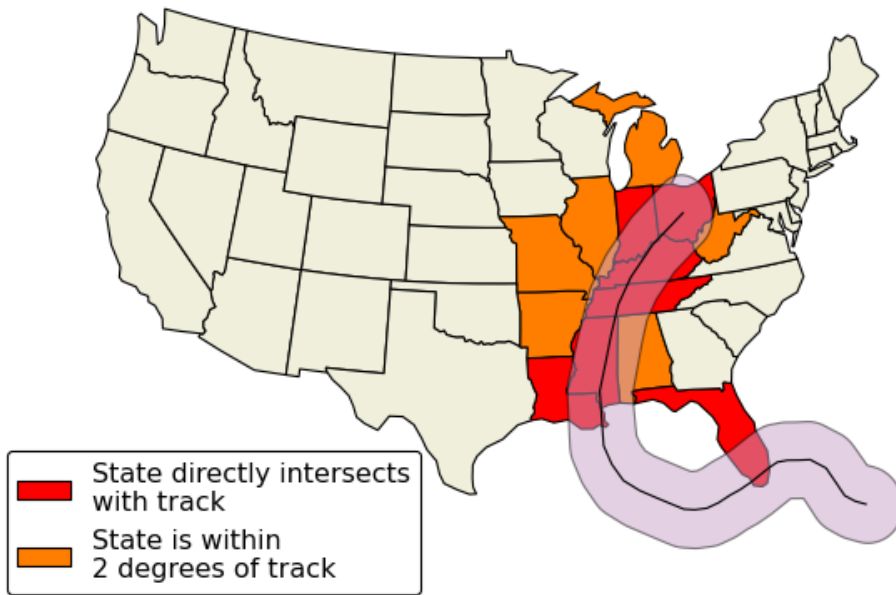 State directly intersects
with track
State is within
2 degrees of track